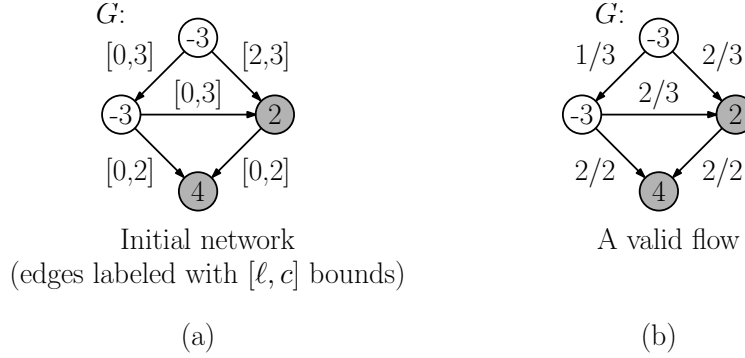 G:
-3
[0,3]
[2,3]
[0,3]
-3
2
[0,2]
[0,2]
4
Initial network
(edges labeled with [ℓ, c] bounds)
(a)
G:
-3
1/3
2/3
2/3
-3
2
2/2
2/2
4
A valid flow
(b)